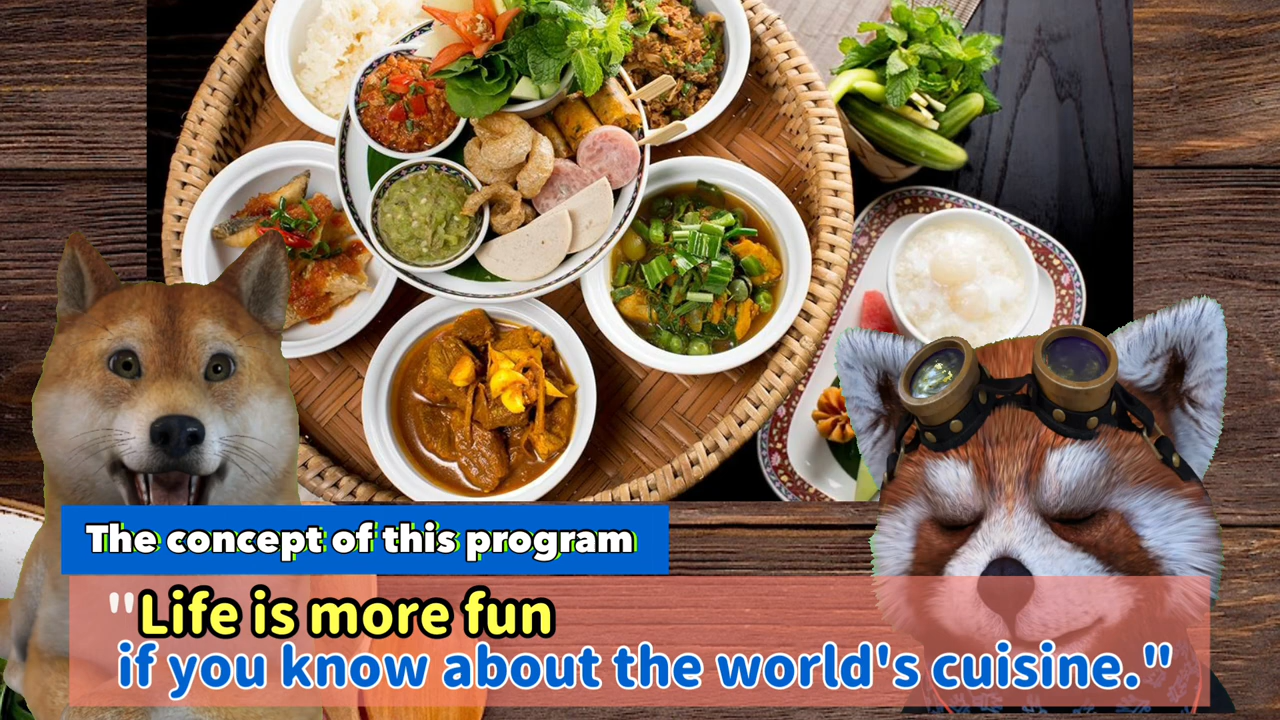 The concept of this program
"Life is more fun
if you know about the world's cuisine."